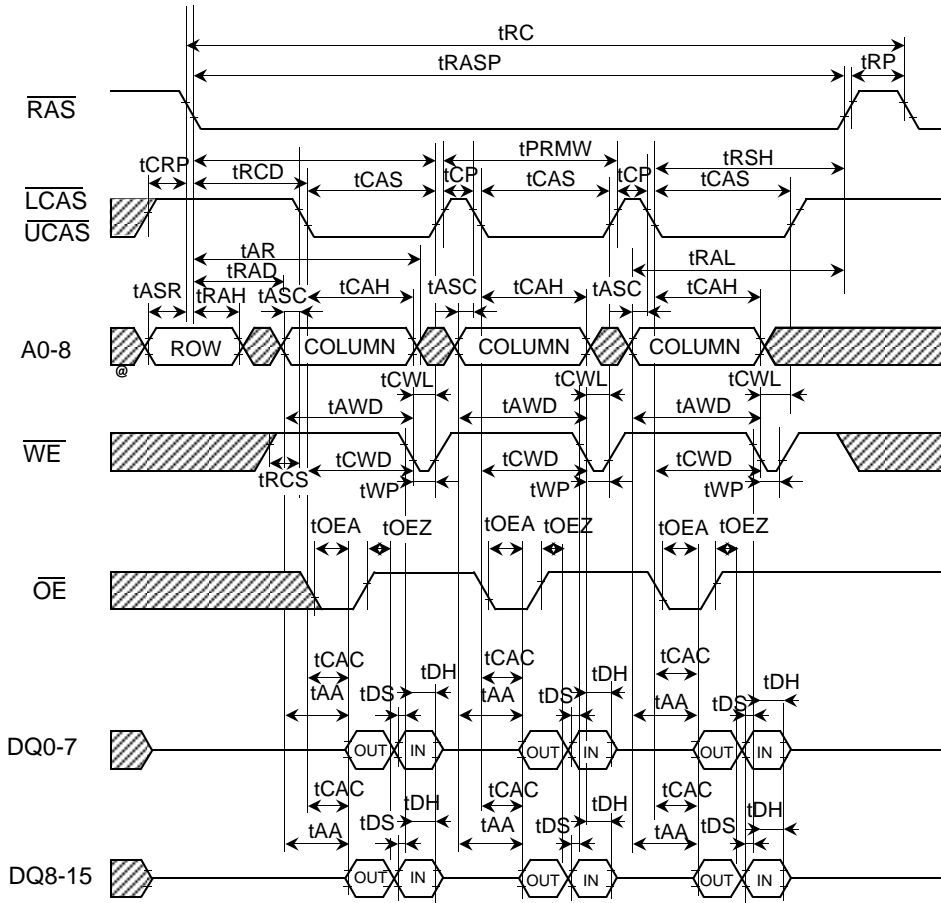 tRC
tRASP
tRP
RAS
tCRP
tRCD
tPRMW
tRSH
tCAS
tCP
tCAS
tCP
tCAS
LCAS
UCAS
tAR
tRAL
tRAD
tASR
tRAH
tASC
tCAH
tASC
tCAH
tASC
tCAH
A0-8
ROW
COLUMN
COLUMN
COLUMN
@
tCWL
tCWL
tCWL
tAWD
tAWD
tAWD
WE
tRCS
tCWD
tCWD
tCWD
tWP
tWP
tWP
tOEA
tOEZ
tOEA
tOEZ
tOEA
tOEZ
OE
tCAC
tCAC
tCAC
tAA
tDS
tDH
tAA
tDS
tDH
tAA
tDS
tDH
DQ0-7
OUT
IN
OUT
IN
OUT
IN
tCAC
tCAC
tCAC
tAA
tDS
tDH
tAA
tDS
tDH
tAA
tDS
tDH
DQ8-15
OUT
IN
OUT
IN
OUT
IN